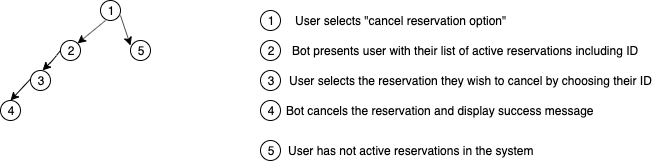 1
2
5
3
4
1 User selects "cancel reservation option"
2 Bot presents user with their list of active reservations including ID
3 User selects the reservation they wish to cancel by choosing their ID
4 Bot cancels the reservation and display success message
5 User has not active reservations in the system